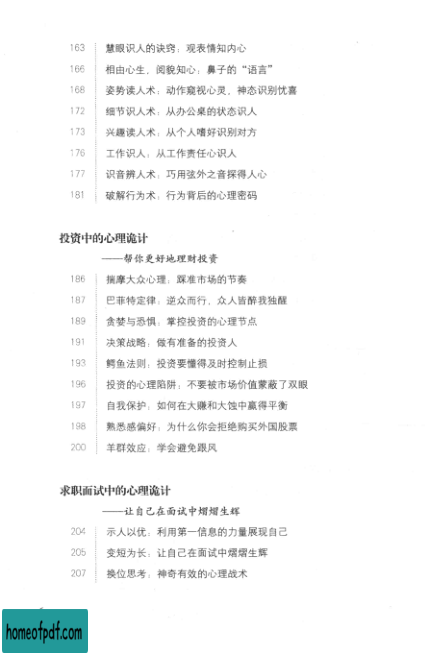 163 慧眼识人的诀窍：观表情知内心
166 相由心生，阅貌知心：鼻子的“语言”
168 姿势读人术：动作窥视心灵，神态识别忧喜
172 细节识人术：从办公桌的状态识人
173 兴趣读人术：从个人嗜好识别对方
176 工作识人：从工作责任心识人
177 识音辨人术：巧用弦外之音探得人心
181 破解行为术：行为背后的心理密码
投资中的心理诡计
——帮你更好地理财投资
186 揣摩大众心理：踩准市场的节奏
187 巴菲特定律：逆众而行，众人皆醉我独醒
189 贪婪与恐惧：掌控投资的心理节点
191 决策战略：做有准备的投资人
193 鳄鱼法则：投资要懂得及时控制止损
196 投资的心理陷阱：不要被市场价值蒙蔽了双眼
197 自我保护：如何在大赚和大蚀中赢得平衡
198 熟悉感偏好：为什么你会拒绝购买外国股票
200 羊群效应：学会避免跟风
求职面试中的心理诡计
——让自己在面试中熠熠生辉
204 示人以优：利用第一信息的力量展现自己
205 变短为长：让自己在面试中熠熠生辉
207 换位思考：神奇有效的心理战术
homeofpdf.com